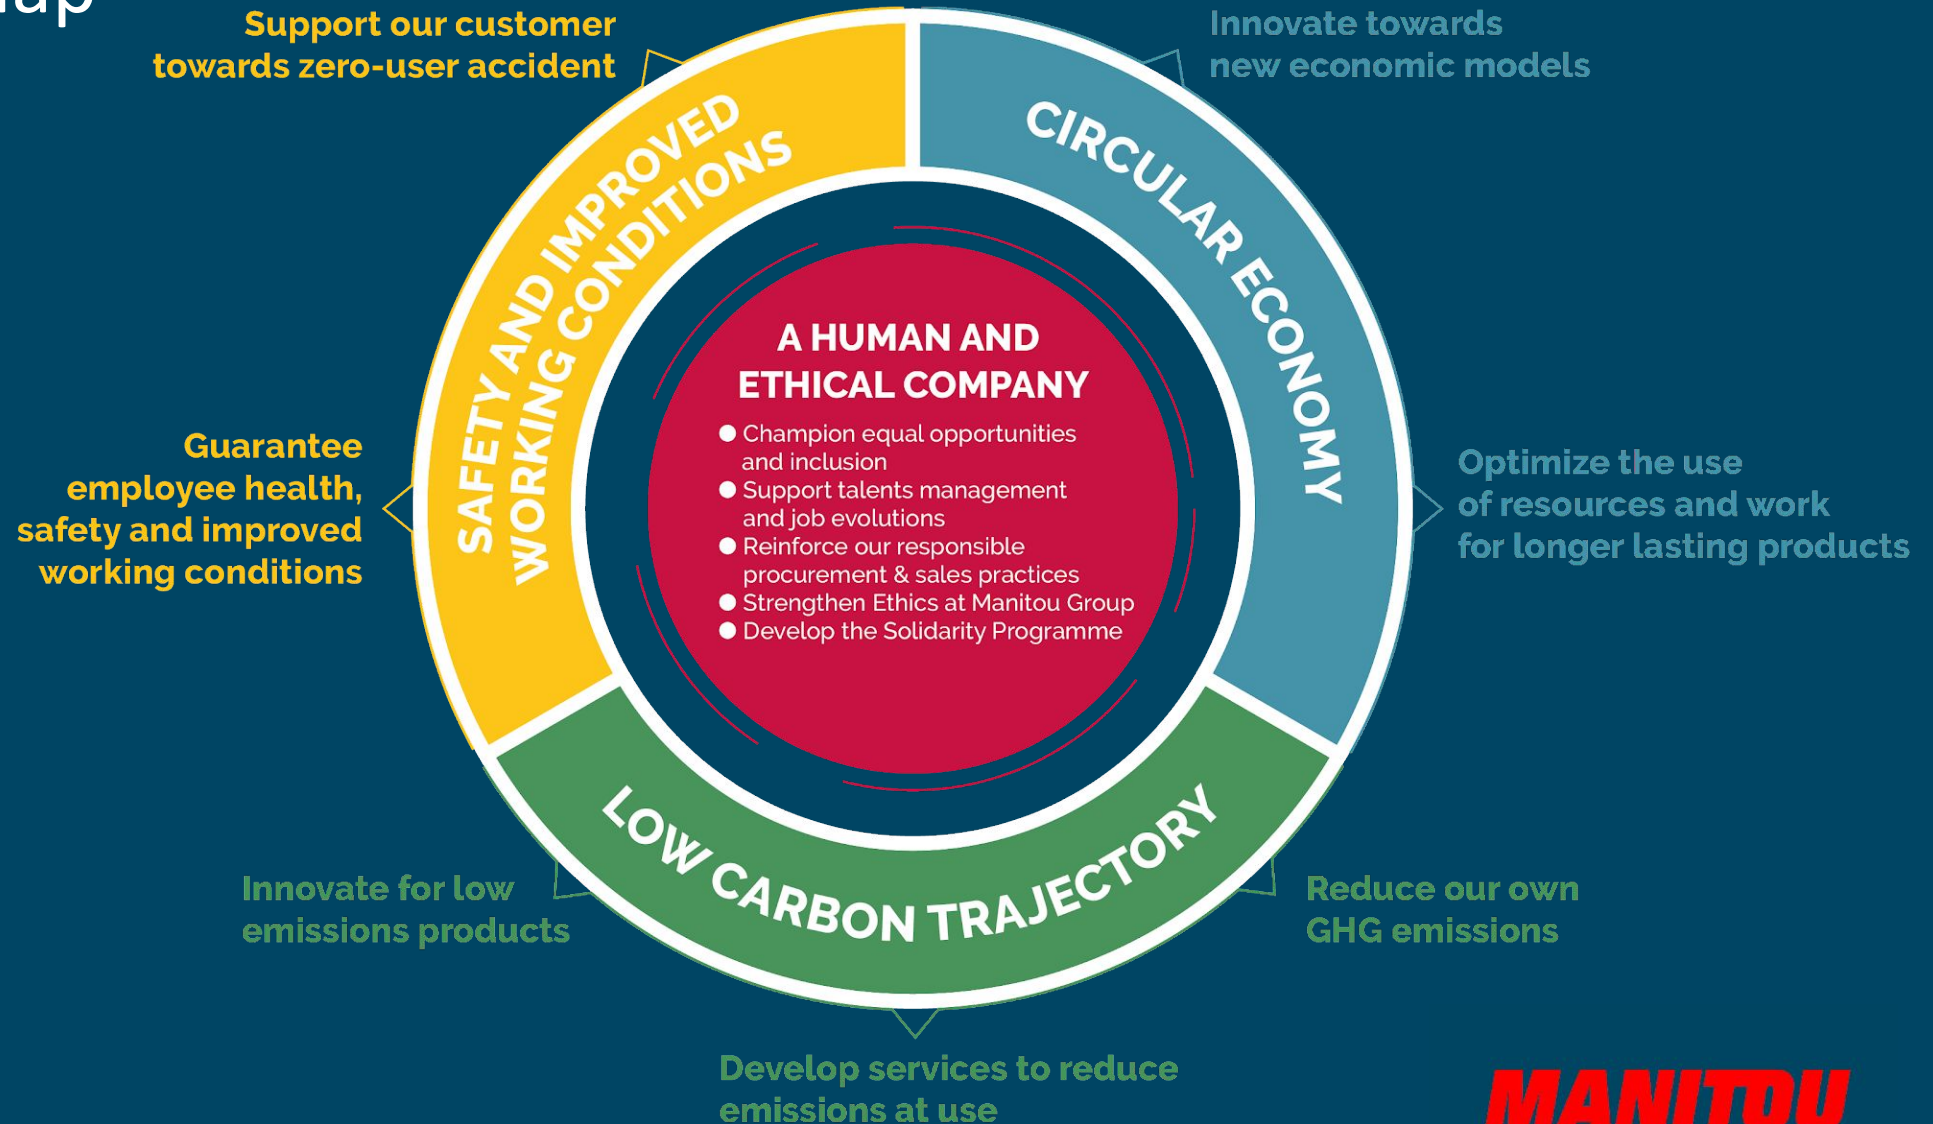 Support our customer
towards zero-user accident
Innovate towards
new economic models
SAFETY AND IMPROVED
WORKING CONDITIONS
CIRCULAR ECONOMY
Guarantee
employee health,
safety and improved
working conditions
A HUMAN AND
ETHICAL COMPANY
● Champion equal opportunities
and inclusion
● Support talents management
and job evolutions
● Reinforce our responsible
procurement & sales practices
● Strengthen Ethics at Manitou Group
● Develop the Solidarity Programme
Optimize the use
of resources and work
for longer lasting products
LOW CARBON TRAJECTORY
Innovate for low
emissions products
Reduce our own
GHG emissions
Develop services to reduce
emissions at use
MANITOU